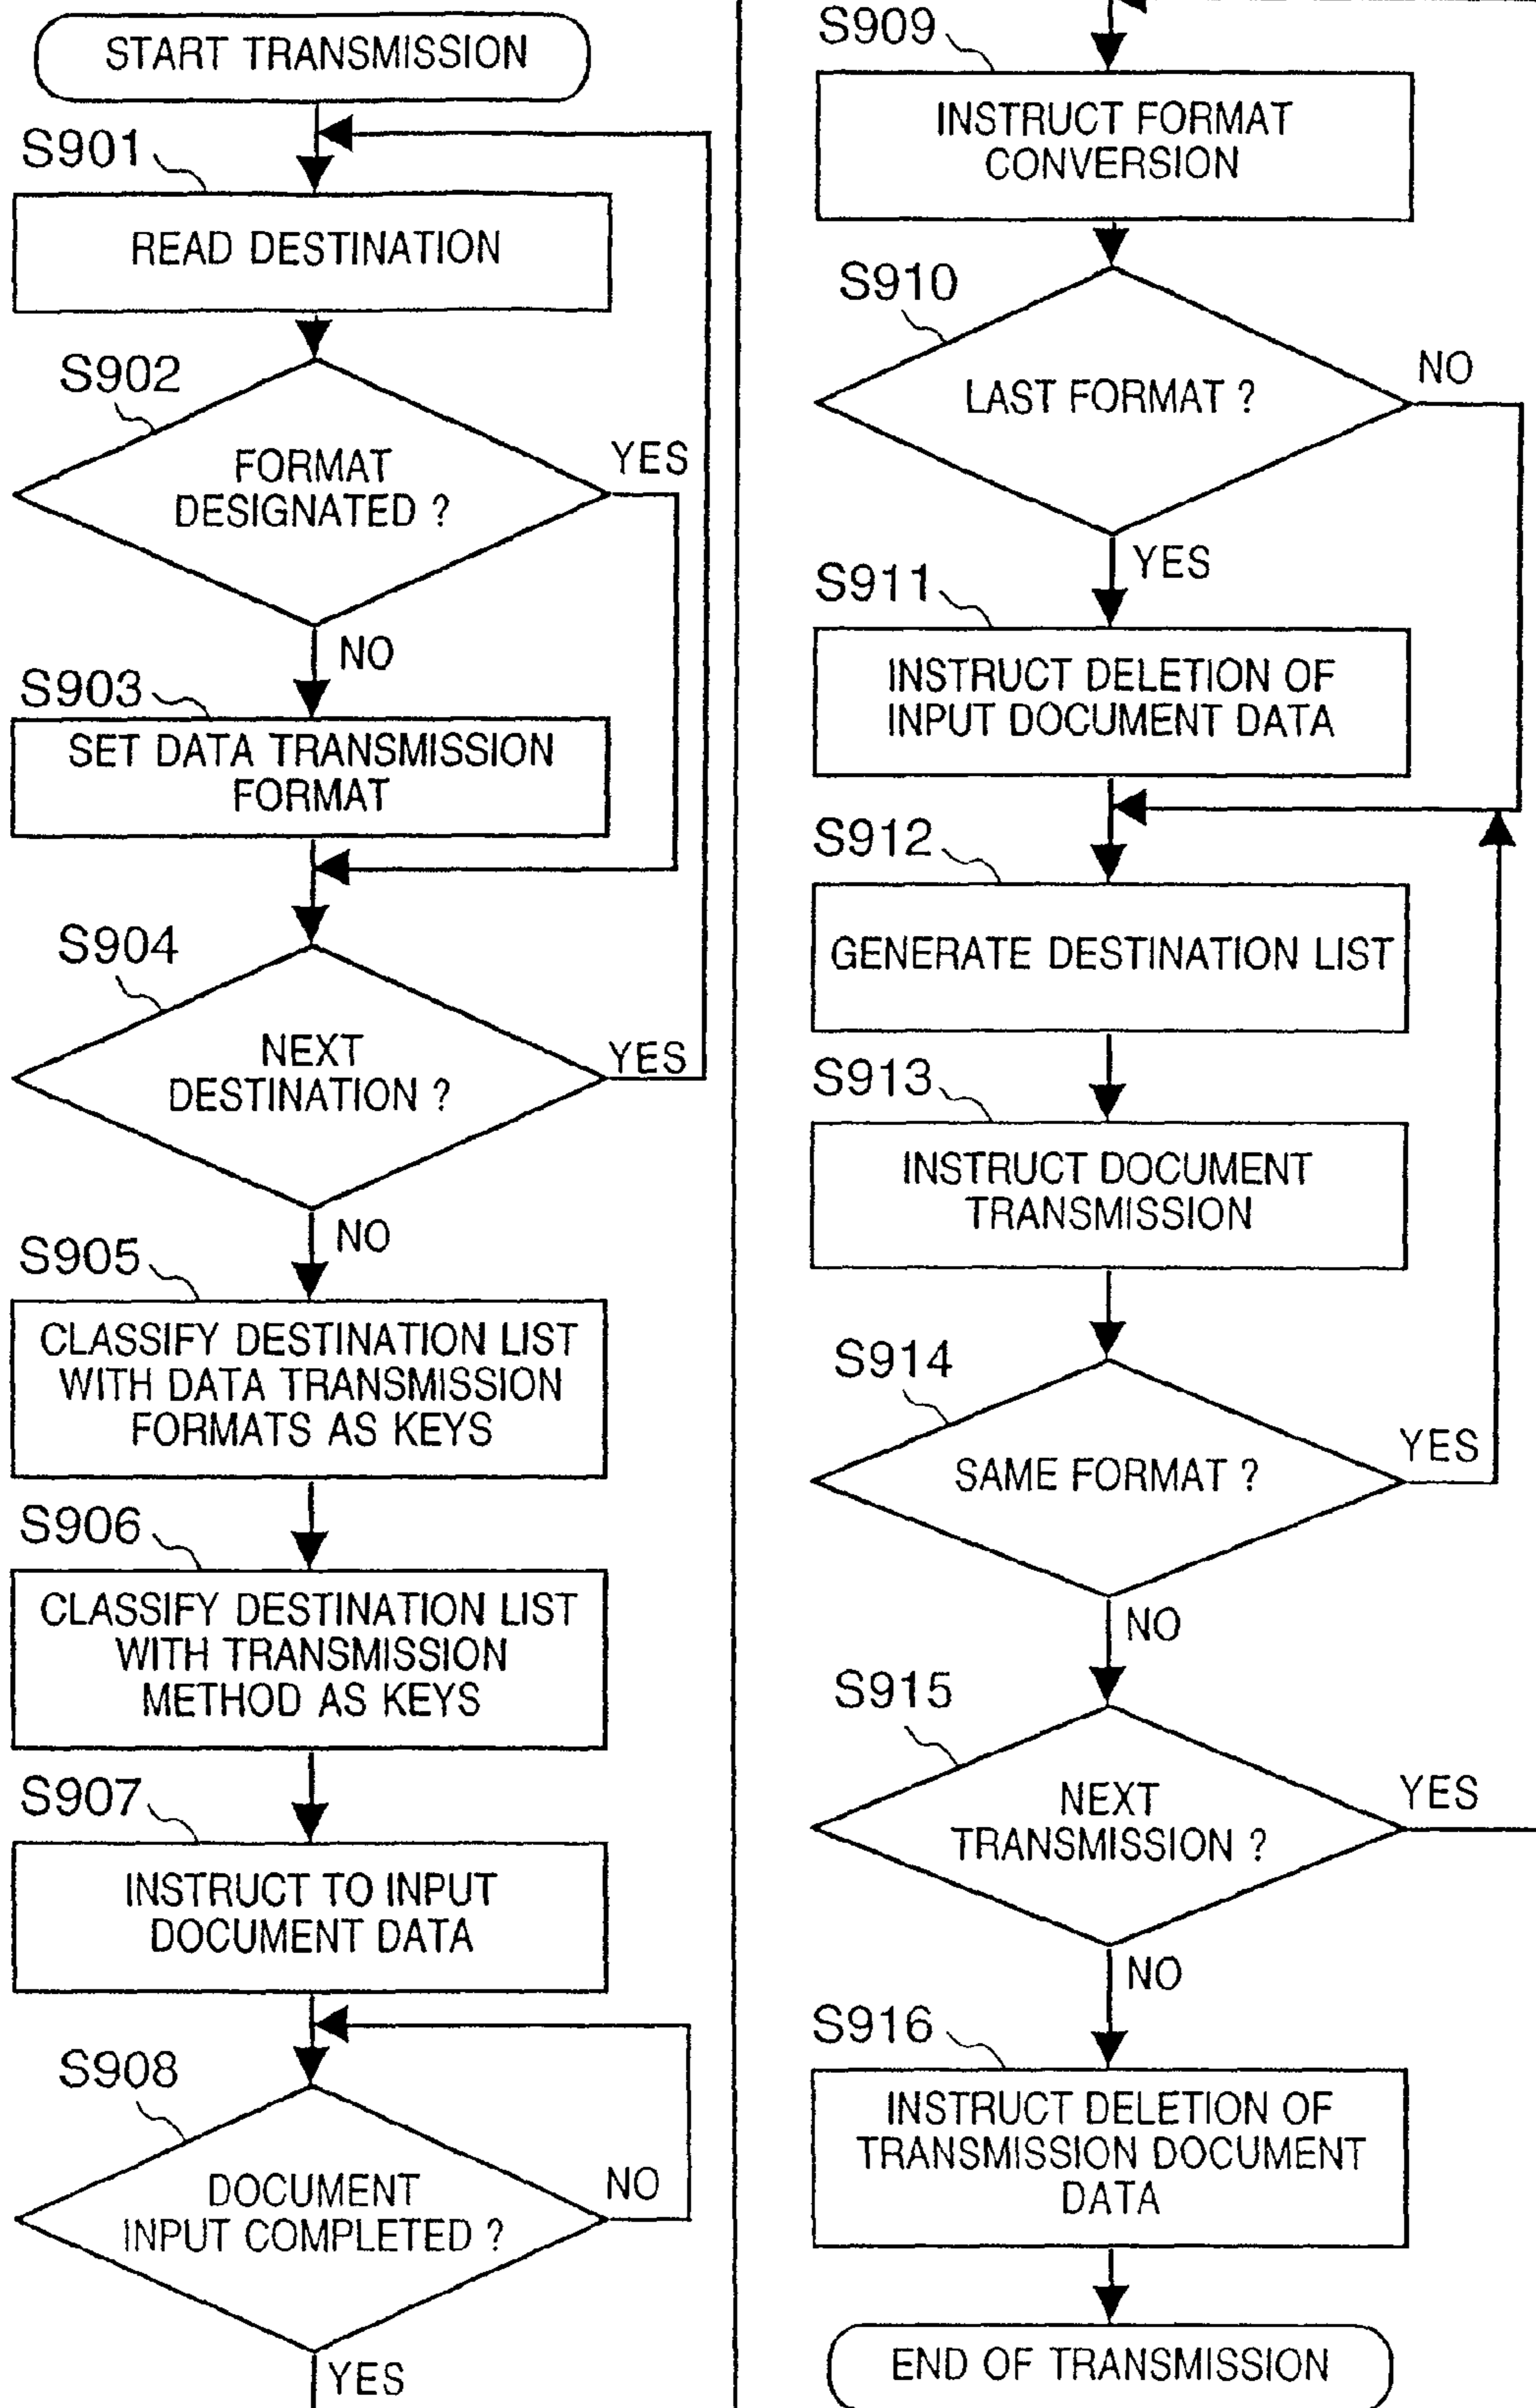 START TRANSMISSION
S901
READ DESTINATION
S902
FORMAT
DESIGNATED ?
YES
NO
S903
SET DATA TRANSMISSION
FORMAT
S904
NEXT
DESTINATION ?
YES
NO
S905
CLASSIFY DESTINATION LIST
WITH DATA TRANSMISSION
FORMATS AS KEYS
S906
CLASSIFY DESTINATION LIST
WITH TRANSMISSION
METHOD AS KEYS
S907
INSTRUCT TO INPUT
DOCUMENT DATA
S908
DOCUMENT
INPUT COMPLETED ?
NO
YES
S909
INSTRUCT FORMAT
CONVERSION
S910
LAST FORMAT ?
NO
YES
S911
INSTRUCT DELETION OF
INPUT DOCUMENT DATA
S912
GENERATE DESTINATION LIST
S913
INSTRUCT DOCUMENT
TRANSMISSION
S914
SAME FORMAT ?
YES
NO
S915
NEXT
TRANSMISSION ?
YES
NO
S916
INSTRUCT DELETION OF
TRANSMISSION DOCUMENT
DATA
END OF TRANSMISSION